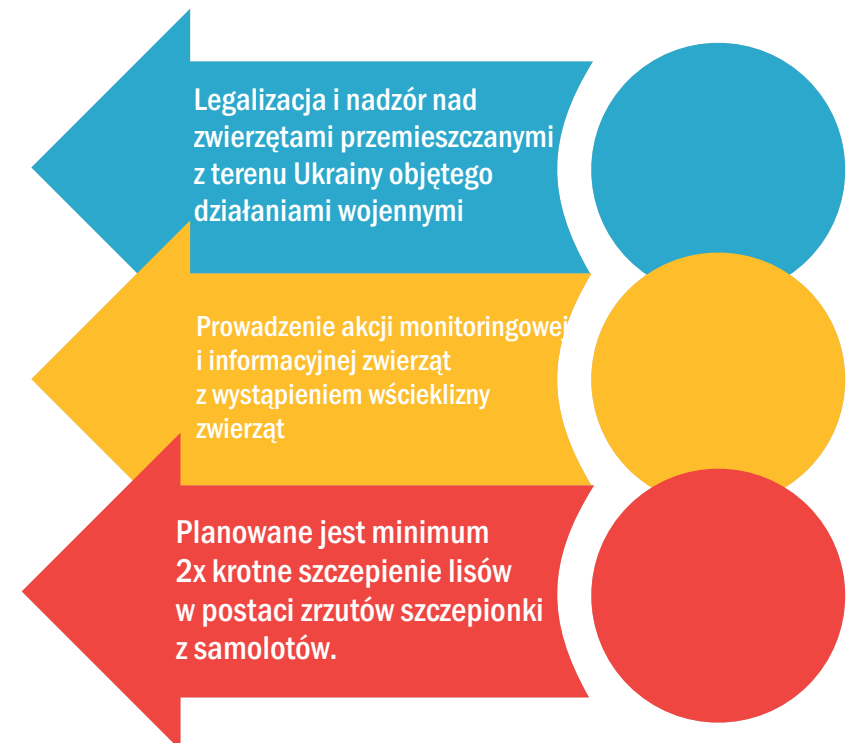 Legalizacja i nadzór nad
zwierzętami przemieszczanymi
z terenu Ukrainy objętego
działaniami wojennymi
Prowadzenie akcji monitoringowej
i informacyjnej zwierząt
z wystąpieniem wścieklizny
zwierząt
Planowane jest minimum
2x krotne szczepienie lisów
w postaci zrzutów szczepionki
z samolotów.